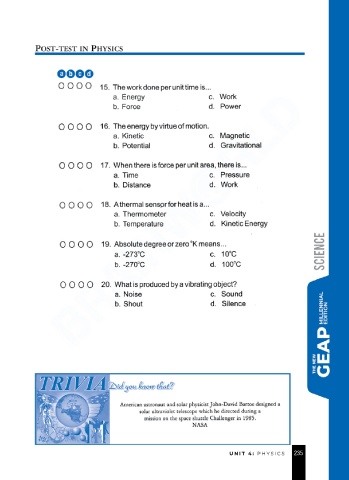 POST-TEST IN PHYSICS
a b c d
15. The work done per unit time is...
a. Energy c. Work
b. Force d. Power
16. The energy by virtue of motion.
a. Kinetic c. Magnetic
b. Potential d. Gravitational
17. When there is force per unit area, there is...
a. Time c. Pressure
b. Distance d. Work
18. A thermal sensor for heat is a...
a. Thermometer c. Velocity
b. Temperature d. Kinetic Energy
19. Absolute degree or zero °K means...
a. -273°C c. 10°C
b. -270°C d. 100°C
20. What is produced by a vibrating object?
a. Noise c. Sound
b. Shout d. Silence
SCIENCE
THE NEW
GEAP MILLENNIAL
EDITION
TRIVIA Did you know that?
American astronaut and solar physicist John-David Bartoe designed a
solar ultraviolet telescope which he directed during a
mission on the space shuttle Challenger in 1985.
NASA
UNIT 4: PHYSICS 235